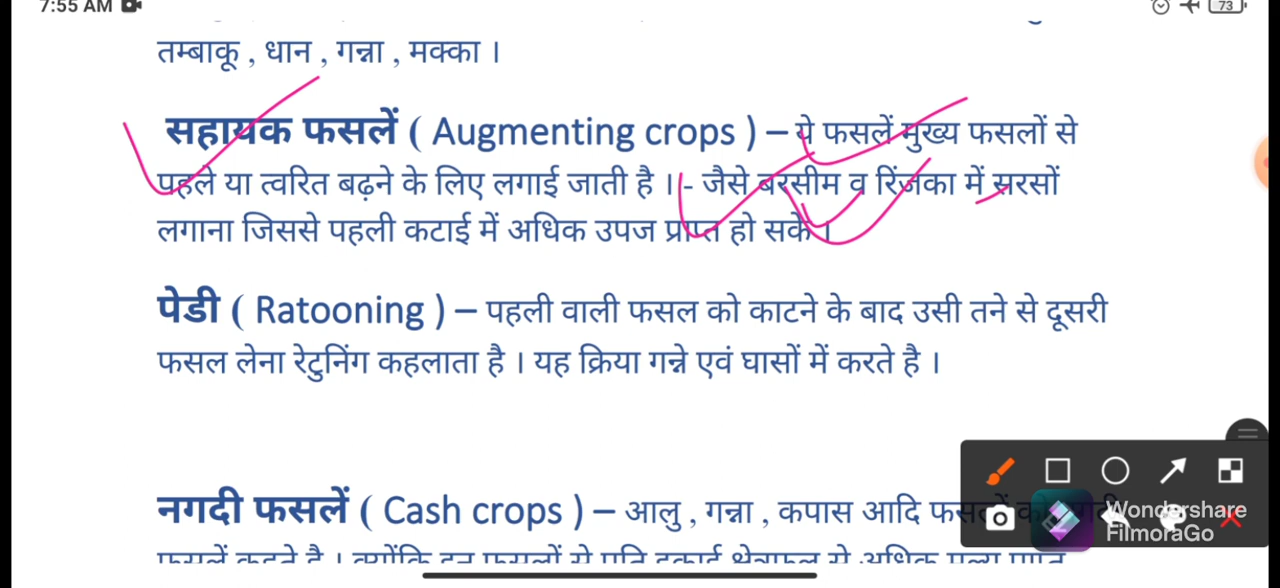 7:55 AM
73
तम्बाकू , धान , गन्ना , मक्का ।
सहायक फसलें ( Augmenting crops ) – ये फसलें मुख्य फसलों से
पहले या त्वरित बढ़ने के लिए लगाई जाती है । - जैसे बरसीम व रिंजका में सरसों
लगाना जिससे पहली कटाई में अधिक उपज प्राप्त हो सके ।
पेडी ( Ratooning ) – पहली वाली फसल को काटने के बाद उसी तने से दूसरी
फसल लेना रेटुनिंग कहलाता है । यह क्रिया गन्ने एवं घासों में करते है ।
नगदी फसलें ( Cash crops ) – आलु , गन्ना , कपास आदि
Wondershare
FilmoraGo